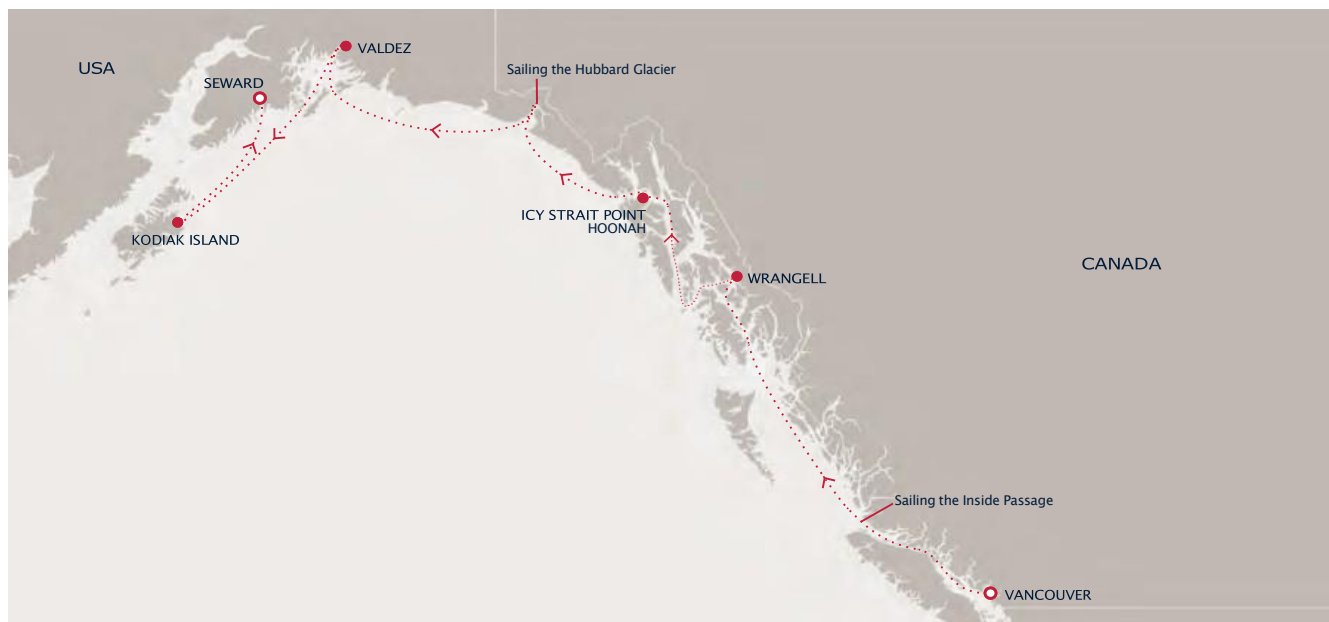 VALDEZ
USA
Sailing the Hubbard Glacier
SEWARD
ICY STRAIT POINT
HOONAH
KODIAK ISLAND
CANADA
WRANGELL
Sailing the Inside Passage
VANCOUVER